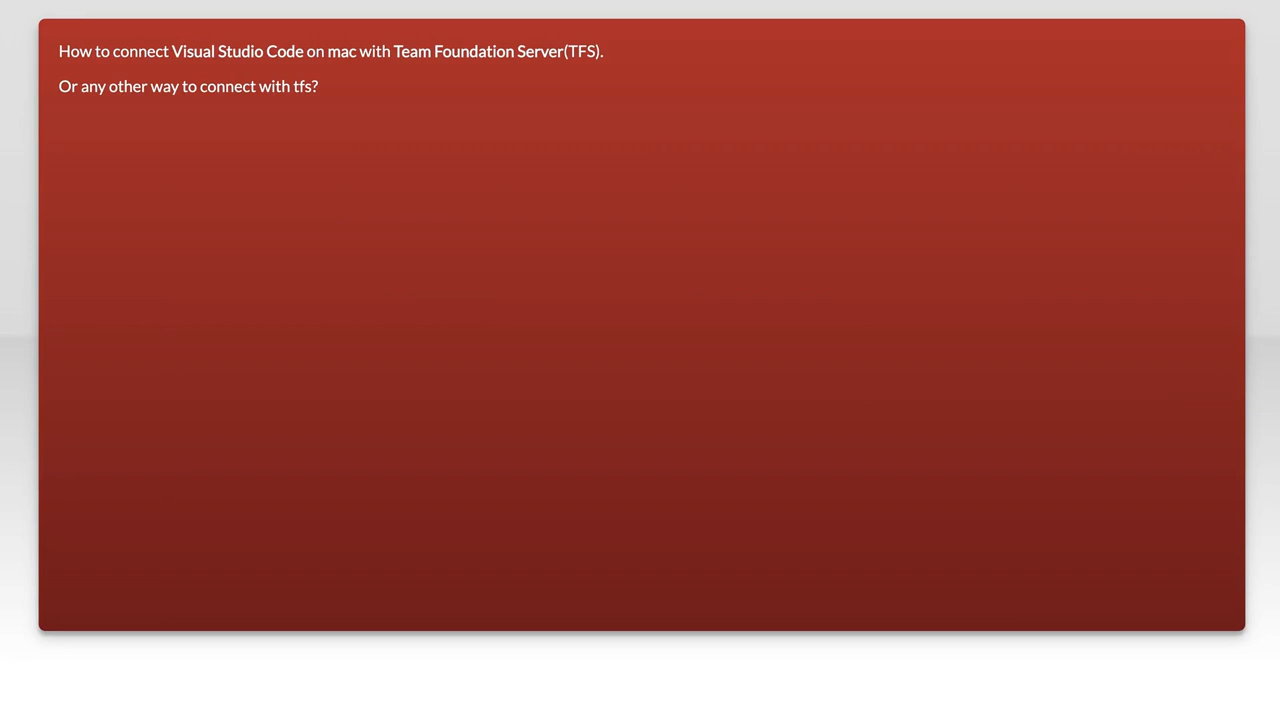 How to connect Visual Studio Code on mac with Team Foundation Server(TFS).
Or any other way to connect with tfs?